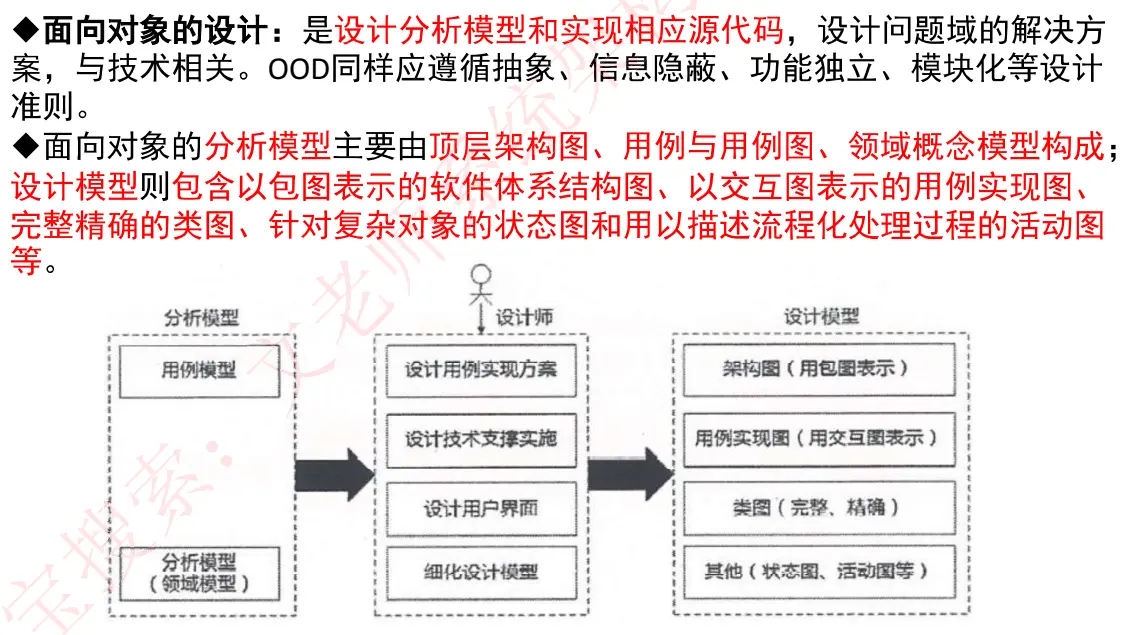 ◆面向对象的设计：是设计分析模型和实现相应源代码，设计问题域的解决方
案，与技术相关。OOD同样应遵循抽象、信息隐蔽、功能独立、模块化等设计
准则。
◆面向对象的分析模型主要由顶层架构图、用例与用例图、领域概念模型构成；
设计模型则包含以包图表示的软件体系结构图、以交互图表示的用例实现图、
完整精确的类图、针对复杂对象的状态图和用以描述流程化处理过程的活动图
等。
分析模型
设计师
设计模型
用例模型
设计用例实现方案
架构图（用包图表示）
设计技术支撑实施
用例实现图（用交互图表示）
设计用户界面
类图（完整、精确）
分析模型
（领域模型）
细化设计模型
其他（状态图、活动图等）
宝搜索：文老师系统架构